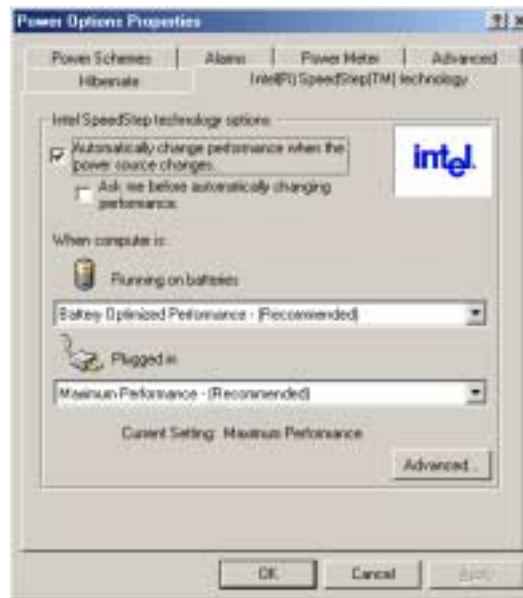 Power Options Properties
Power Schemes
Alarms
Power Meter
Advanced
Hibernate
Intel(R) SpeedStep(TM) technology
Intel SpeedStep technology options
Automatically change performance when the
power source changes.
Ask me before automatically changing
performance.
intel.
When computer is:
Running on batteries
Battery Optimized Performance - (Recommended)
Plugged in
Maximum Performance - (Recommended)
Current Setting: Maximum Performance
Advanced...
OK
Cancel
Apply